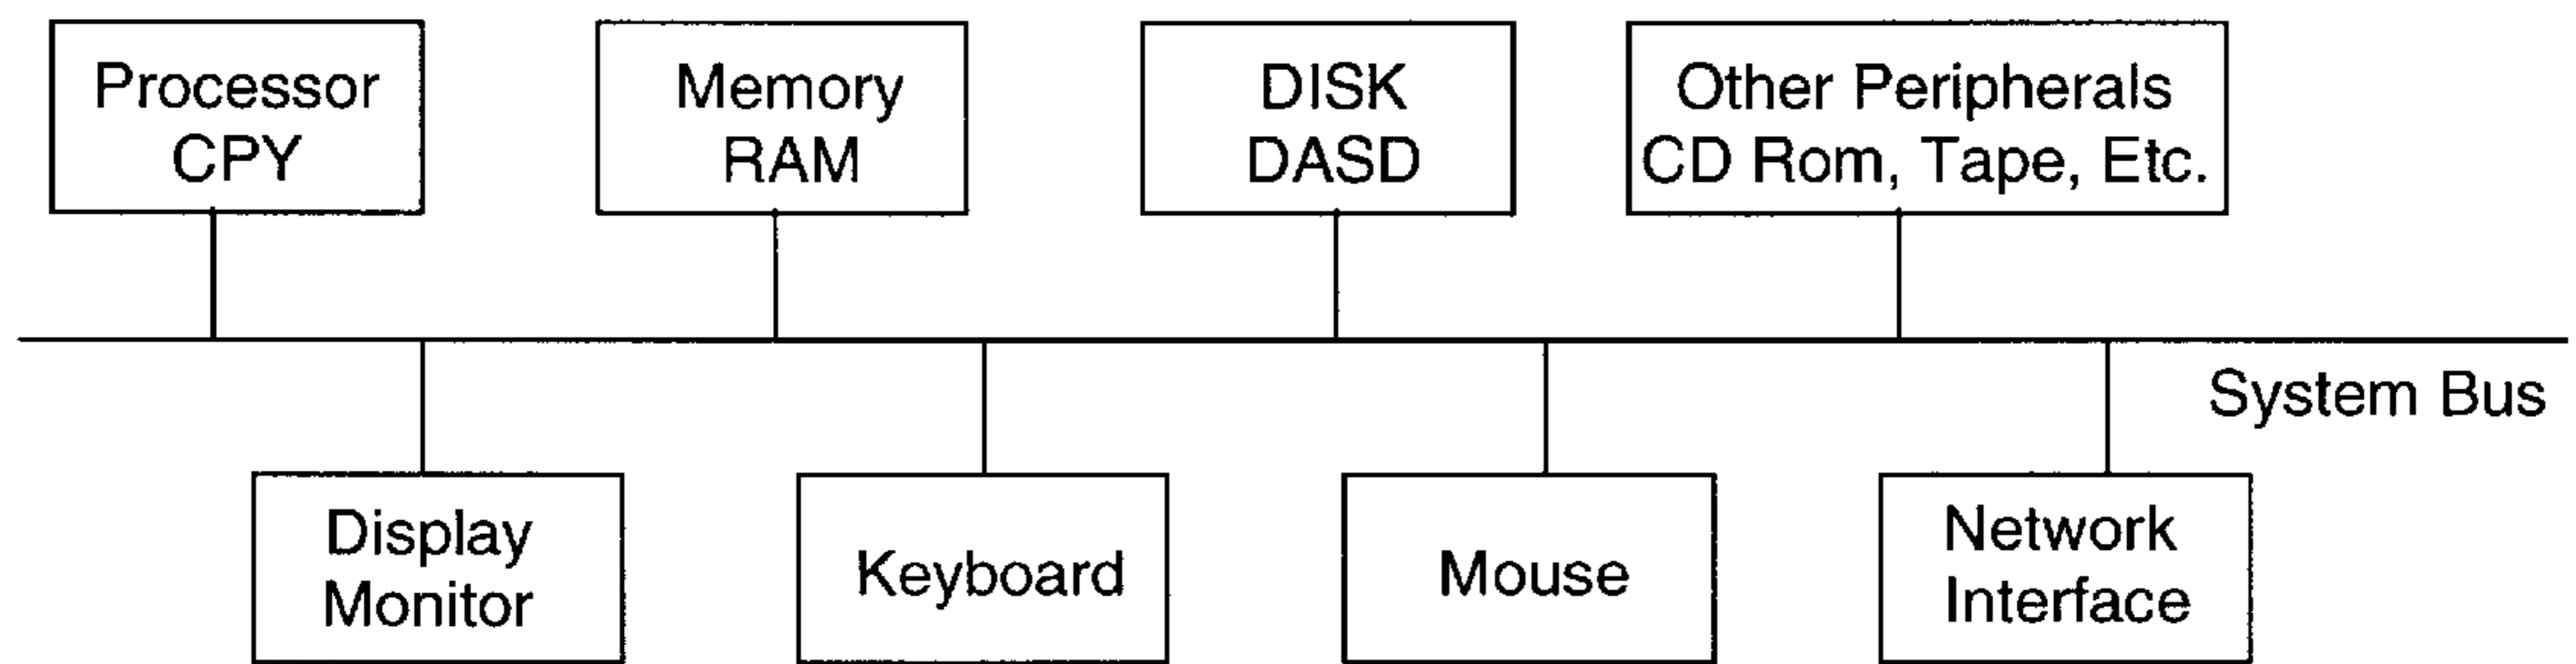 Processor
CPY
Memory
RAM
DISK
DASD
Other Peripherals
CD Rom, Tape, Etc.
System Bus
Display
Monitor
Keyboard
Mouse
Network
Interface